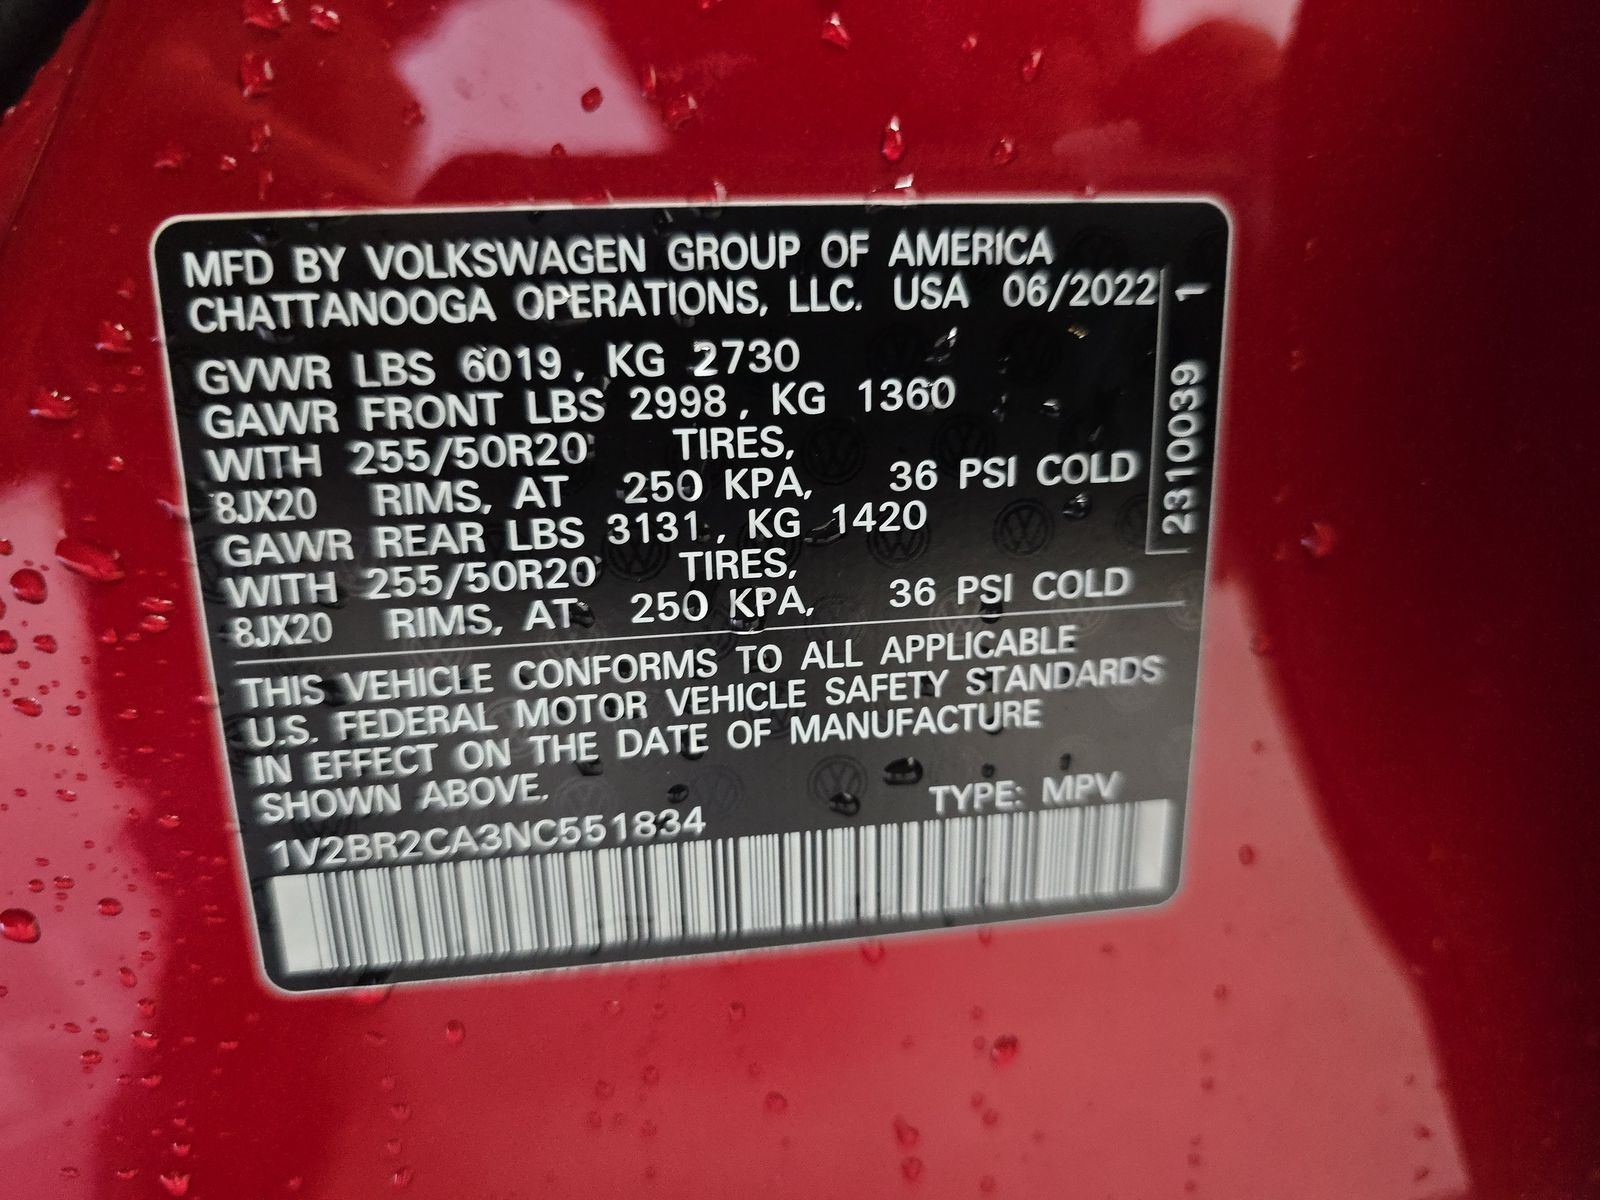 MFD BY VOLKSWAGEN GROUP OF AMERICA
CHATTANOOGA OPERATIONS, LLC. USA 06/2022
GVWR LBS 6019, KG 2730
GAWR FRONT LBS 2998, KG 1360
WITH 255/50R20 TIRES,
8JX20 RIMS, AT 250 KPA, 36 PSI COLD
GAWR REAR LBS 3131, KG 1420
WITH 255/50R20 TIRES,
8JX20 RIMS, AT 250 KPA, 36 PSI COLD
THIS VEHICLE CONFORMS TO ALL APPLICABLE
U.S. FEDERAL MOTOR VEHICLE SAFETY STANDARDS
IN EFFECT ON THE DATE OF MANUFACTURE
SHOWN ABOVE.
1V2BR2CA3NC551834 TYPE: MPV
2310039 1